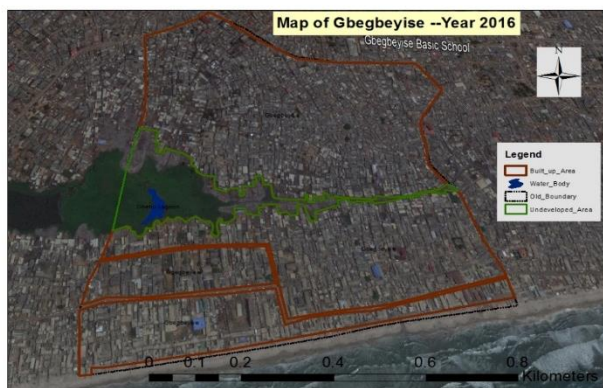 Map of Gbegbeyise --Year 2016
Gbegbeyise Basic School
N
Legend
Built_up_Area
Water_Body
Old_Boundary
Undeveloped_Area
0 0.1 0.2 0.4 0.6 0.8
Kilometers